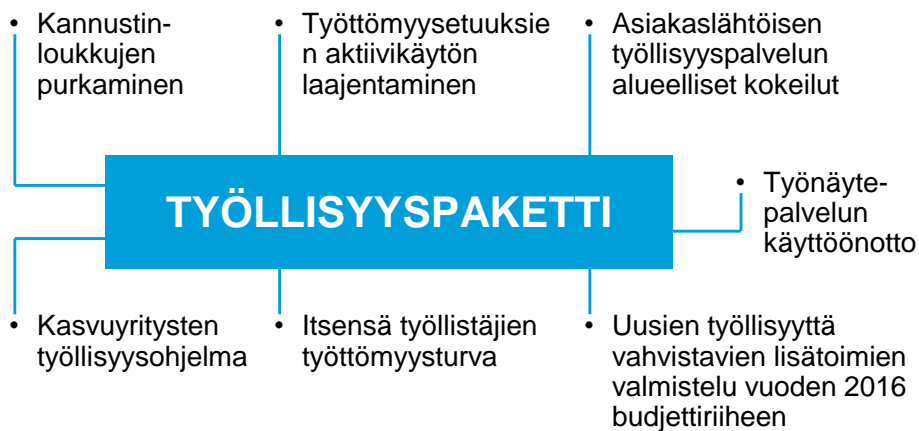 • Kannustin-
loukkujen
purkaminen
• Työttömyysetuuksie
n aktiivikäytön
laajentaminen
• Asiakaslähtöisen
työllisyyspalvelun
alueelliset kokeilut
TYÖLLISYYSPAKETTI
• Työnäyte-
palvelun
käyttöönotto
• Kasvuyritysten
työllisyysohjelma
• Itsensä työllistäjien
työttömyysturva
• Uusien työllisyyttä
vahvistavien lisätoimien
valmistelu vuoden 2016
budjettiriiheen